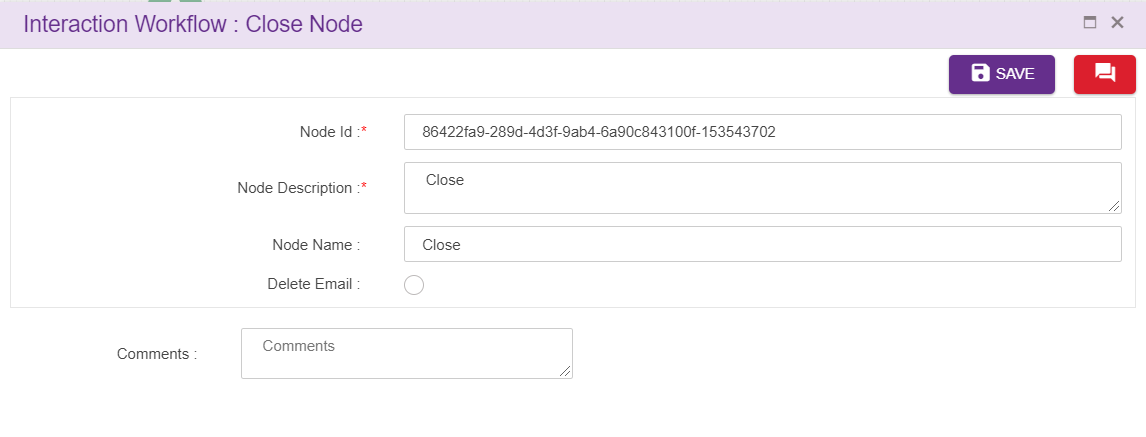 Interaction Workflow : Close Node
SAVE
Node Id :*
86422fa9-289d-4d3f-9ab4-6a90c843100f-153543702
Node Description :*
Close
Node Name :
Close
Delete Email :
Comments :
Comments